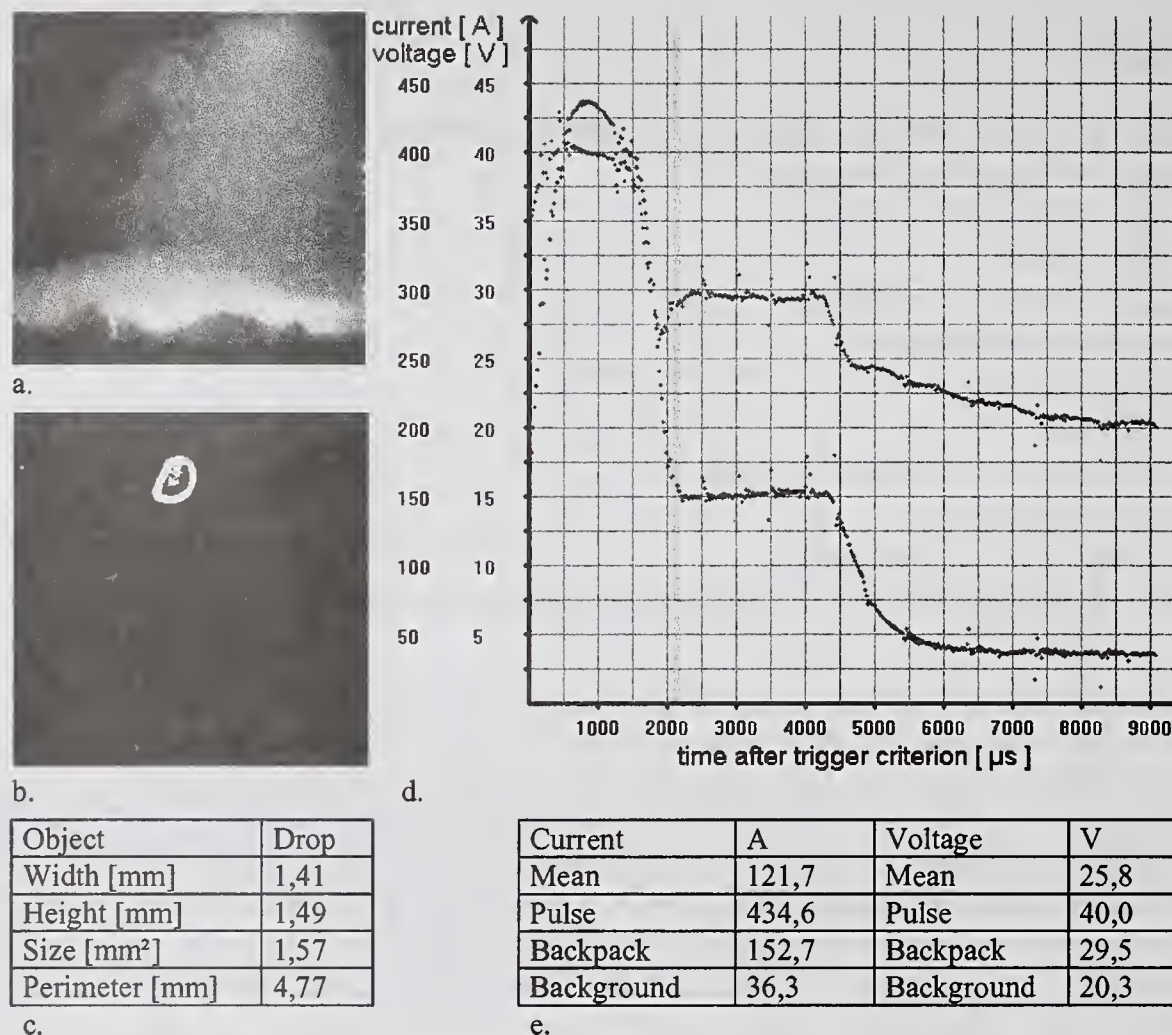 current [ A ]
voltage [ V ]
450 45
400 40
350 35
300 30
250 25
200 20
150 15
100 10
50 5
1000 2000 3000 4000 5000 6000 7000 8000 9000
time after trigger criterion [ µs ]
a.
b.
d.
Object Drop
Width [mm] 1,41
Height [mm] 1,49
Size [mm²] 1,57
Perimeter [mm] 4,77
c.
Current A Voltage V
Mean 121,7 Mean 25,8
Pulse 434,6 Pulse 40,0
Backpack 152,7 Backpack 29,5
Background 36,3 Background 20,3
e.